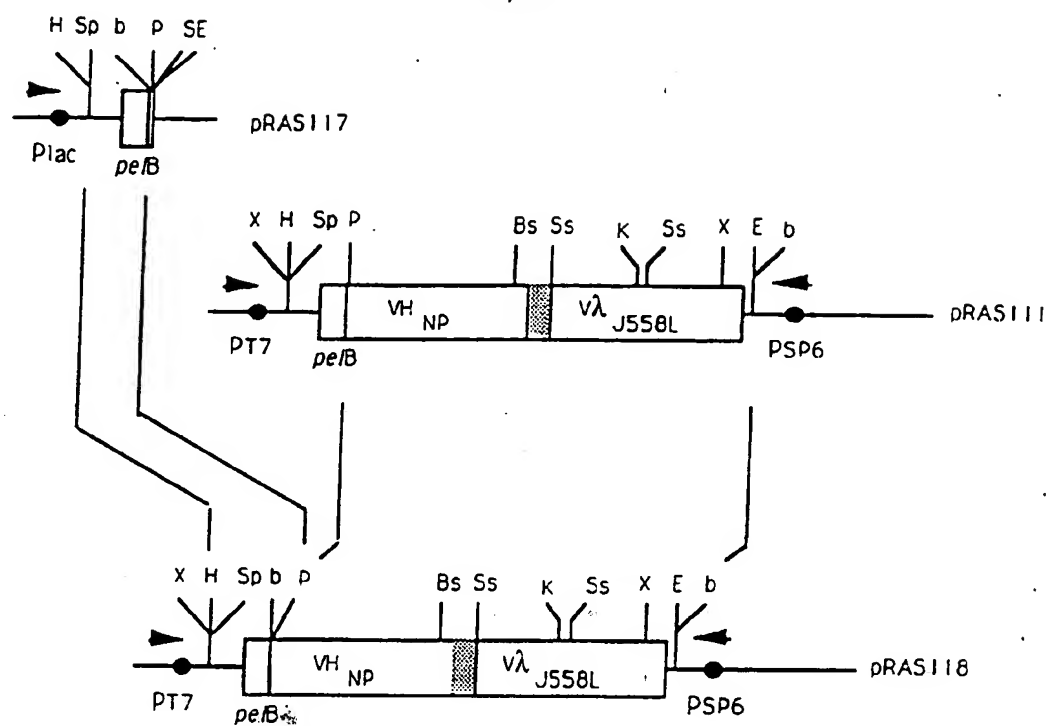 H Sp b P SE
pRAS117
Plac
pelB
X H Sp P Bs Ss K Ss X E b
VH NP Vλ J558L
pRAS111
PT7 PSP6
pelB
X H Sp b P Bs Ss K Ss X E b
VH NP Vλ J558L
pRAS118
PT7 PSP6
pelB